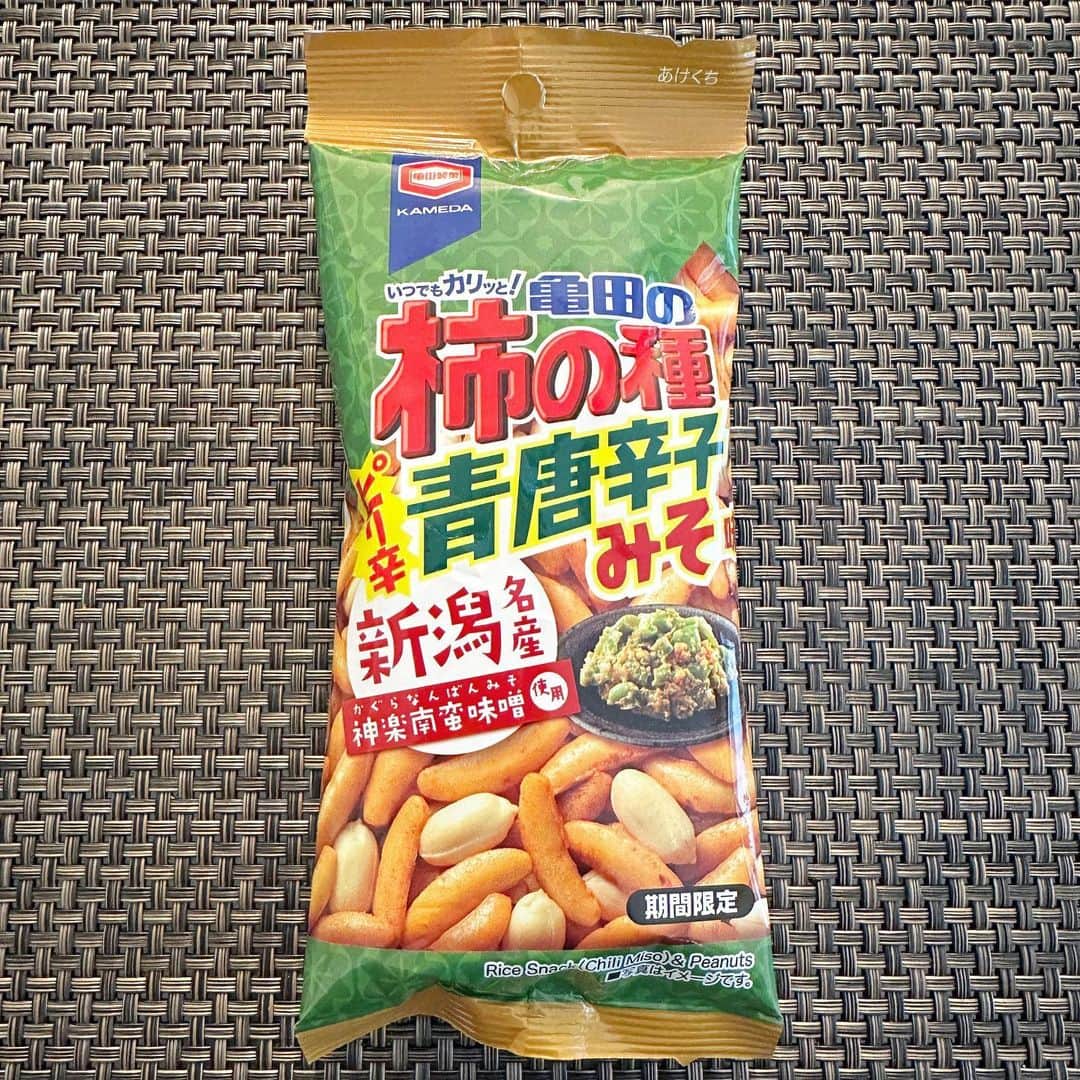 あけくち
亀田製菓
KAMEDA
いつでもカリッと!
亀田の
柿の種
ピリ辛
青唐辛子
みそ
新潟名産
かぐらなんばんみそ
神楽南蛮味噌使用
期間限定
Rice Snack (Chili Miso) & Peanuts
■写真はイメージです。